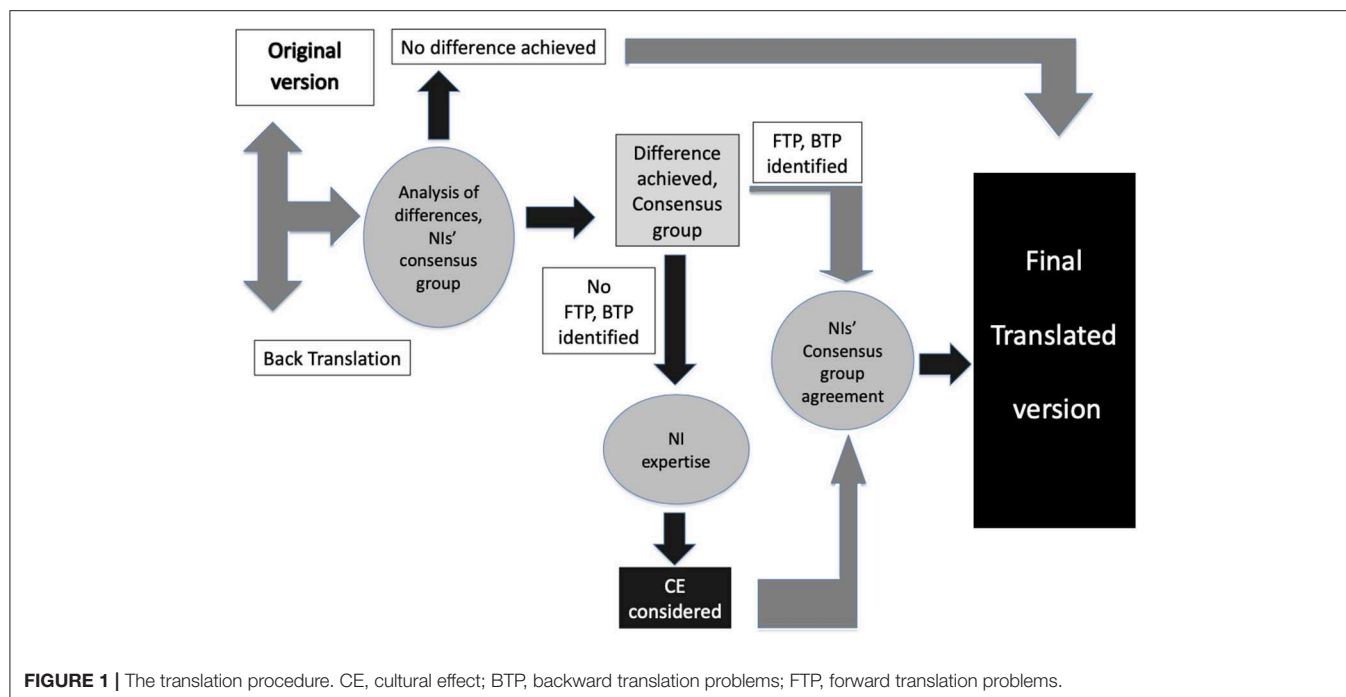 Original
version
No difference achieved
Analysis of
differences,
NIs'
consensus
group
Back Translation
Difference
achieved,
Consensus
group
FTP, BTP
identified
No
FTP, BTP
identified
NI
expertise
CE
considered
NIs'
Consensus
group
agreement
Final
Translated
version
FIGURE 1 | The translation procedure. CE, cultural effect; BTP, backward translation problems; FTP, forward translation problems.